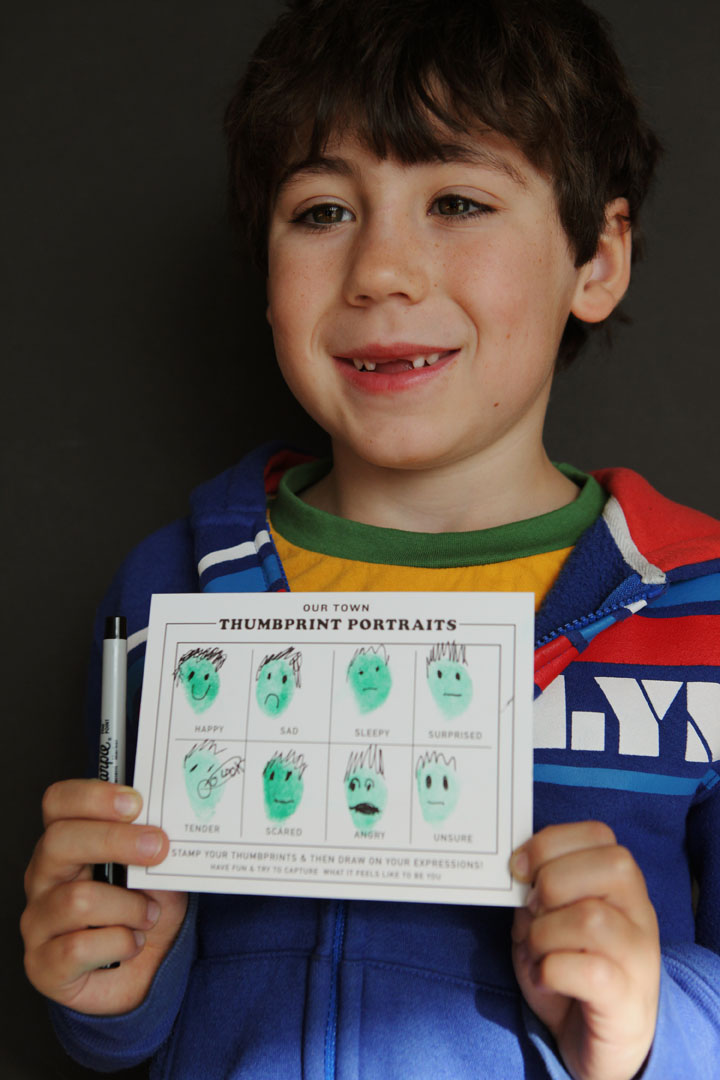 OUR TOWN
THUMBPRINT PORTRAITS
HAPPY SAD SLEEPY SURPRISED
LOOK
TENDER SCARED ANGRY UNSURE
STAMP YOUR THUMBPRINTS & THEN DRAW ON YOUR EXPRESSIONS!
HAVE FUN & TRY TO CAPTURE WHAT IT FEELS LIKE TO BE YOU